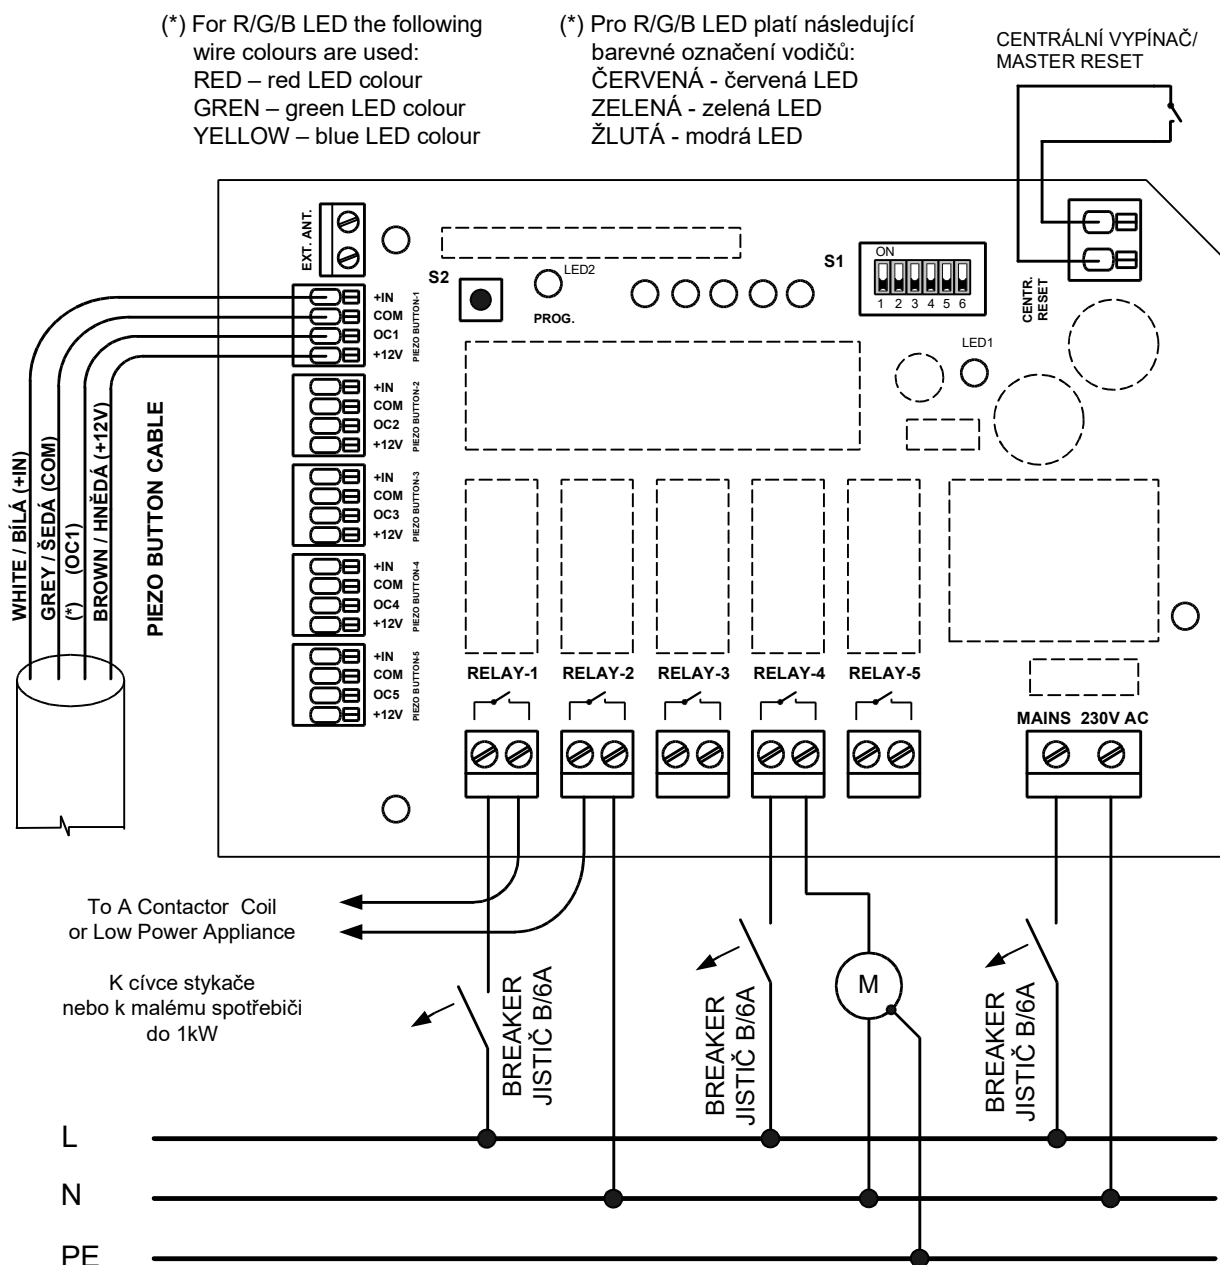 (*) For R/G/B LED the following
wire colours are used:
RED – red LED colour
GREN – green LED colour
YELLOW – blue LED colour
(*) Pro R/G/B LED platí následující
barevné označení vodičů:
ČERVENÁ - červená LED
ZELENÁ - zelená LED
ŽLUTÁ - modrá LED
CENTRÁLNÍ VYPÍNAČ/
MASTER RESET
EXT. ANT.
S2
LED2
PROG.
S1
ON
1 2 3 4 5 6
CENTR.
RESET
LED1
+IN
COM
OC1
+12V
PIEZO BUTTON-1
+IN
COM
OC2
+12V
PIEZO BUTTON-2
+IN
COM
OC3
+12V
PIEZO BUTTON-3
+IN
COM
OC4
+12V
PIEZO BUTTON-4
+IN
COM
OC5
+12V
PIEZO BUTTON-5
WHITE / BÍLÁ (+IN)
GREY / ŠEDÁ (COM)
(*) (OC1)
BROWN / HNĚDÁ (+12V)
PIEZO BUTTON CABLE
RELAY-1
RELAY-2
RELAY-3
RELAY-4
RELAY-5
MAINS 230V AC
To A Contactor Coil
or Low Power Appliance
K cívce stykače
nebo k malému spotřebiči
do 1kW
BREAKER
JISTIČ B/6A
BREAKER
JISTIČ B/6A
M
BREAKER
JISTIČ B/6A
L
N
PE